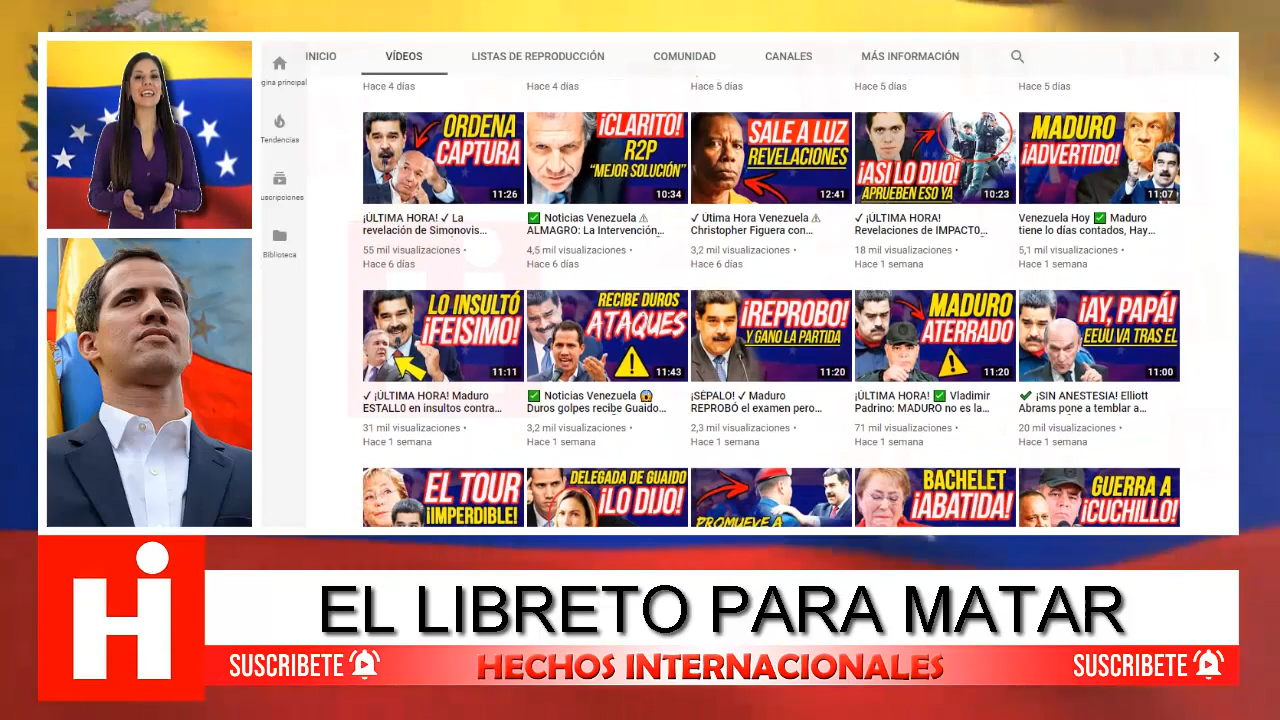 INICIO VÍDEOS LISTAS DE REPRODUCCIÓN COMUNIDAD CANALES MÁS INFORMACIÓN
gina principal
Tendencias
uscripciones
Biblioteca
Hace 4 días Hace 4 días Hace 5 días Hace 5 días Hace 5 días
ORDENA
CAPTURA
11:26
¡CLARITO!
R2P
"MEJOR SOLUCIÓN"
10:34
SALE A LUZ
REVELACIONES
12:41
¡ASI LO DIJO!
APRUEBEN ESO YA
10:23
MADURO
¡ADVERTIDO!
11:07
¡ÚLTIMA HORA! ✓ La
revelación de Simonovis...
55 mil visualizaciones •
Hace 6 días
✅ Noticias Venezuela ⚠
ALMAGRO: La Intervención...
4,5 mil visualizaciones •
Hace 6 días
✓ Útima Hora Venezuela ⚠
Christopher Figuera con...
3,2 mil visualizaciones •
Hace 6 días
✓ ¡ÚLTIMA HORA!
Revelaciones de IMPACT0...
18 mil visualizaciones •
Hace 1 semana
Venezuela Hoy ✅ Maduro
tiene lo días contados, Hay...
5,1 mil visualizaciones •
Hace 1 semana
LO INSULTÓ
¡FEÍSIMO!
11:11
RECIBE DUROS
ATAQUES
11:43
¡REPROBO!
Y GANO LA PARTIDA
11:20
MADURO
ATERRADO
11:20
¡AY, PAPÁ!
EEUU VA TRAS EL
11:00
✓ ¡ÚLTIMA HORA! Maduro
ESTALL0 en insultos contra...
31 mil visualizaciones •
Hace 1 semana
✅ Noticias Venezuela 😱
Duros golpes recibe Guaido...
3,2 mil visualizaciones •
Hace 1 semana
¡SÉPALO! ✓ Maduro
REPROBÓ el examen pero...
2,3 mil visualizaciones •
Hace 1 semana
¡ÚLTIMA HORA! ✅ Vladimir
Padrino: MADURO no es la...
71 mil visualizaciones •
Hace 1 semana
✔ ¡SIN ANESTESIA! Elliott
Abrams pone a temblar a...
20 mil visualizaciones •
Hace 1 semana
EL TOUR
¡IMPERDIBLE!
DELEGADA DE GUAIDO
¡LO DIJO!
PROMUEVE A
BACHELET
¡ABATIDA!
GUERRA A
¡CUCHILLO!
Hi
EL LIBRETO PARA MATAR
SUSCRIBETE HECHOS INTERNACIONALES SUSCRIBETE